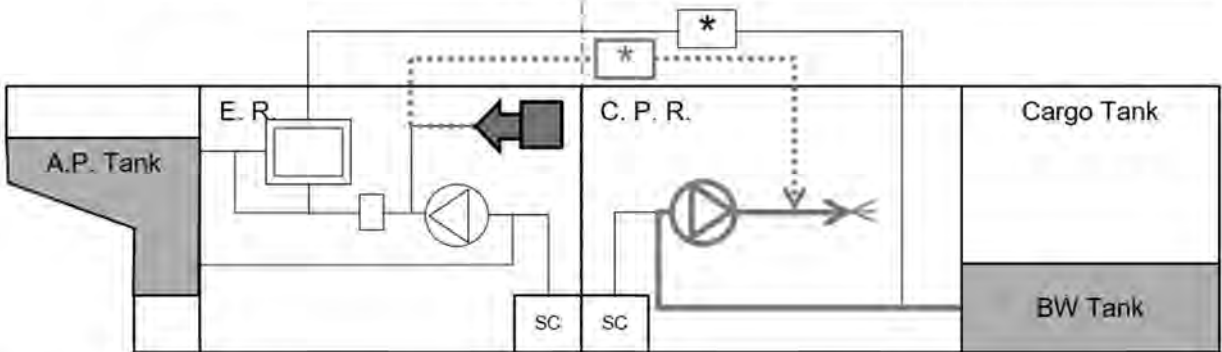 *
*
E. R.
C. P. R.
Cargo Tank
A.P. Tank
SC
SC
BW Tank